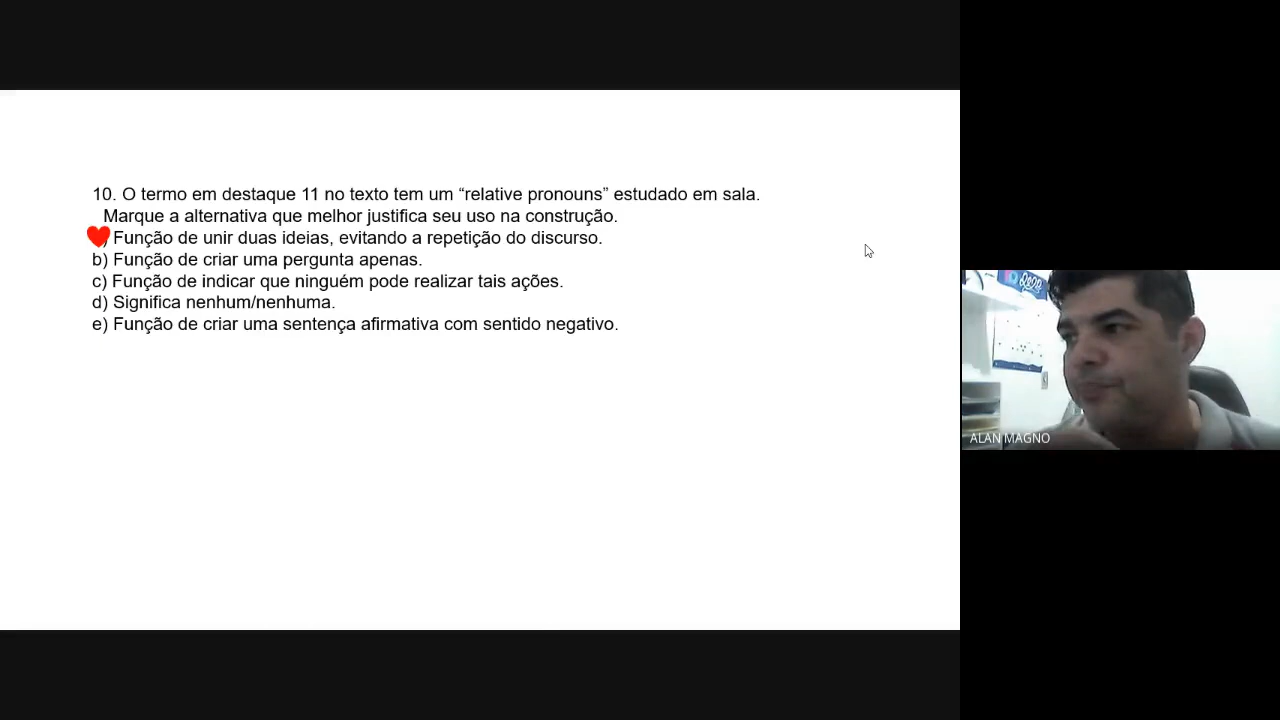 10. O termo em destaque 11 no texto tem um “relative pronouns” estudado em sala.
Marque a alternativa que melhor justifica seu uso na construção.
) Função de unir duas ideias, evitando a repetição do discurso.
b) Função de criar uma pergunta apenas.
c) Função de indicar que ninguém pode realizar tais ações.
d) Significa nenhum/nenhuma.
e) Função de criar uma sentença afirmativa com sentido negativo.
ALAN MAGNO